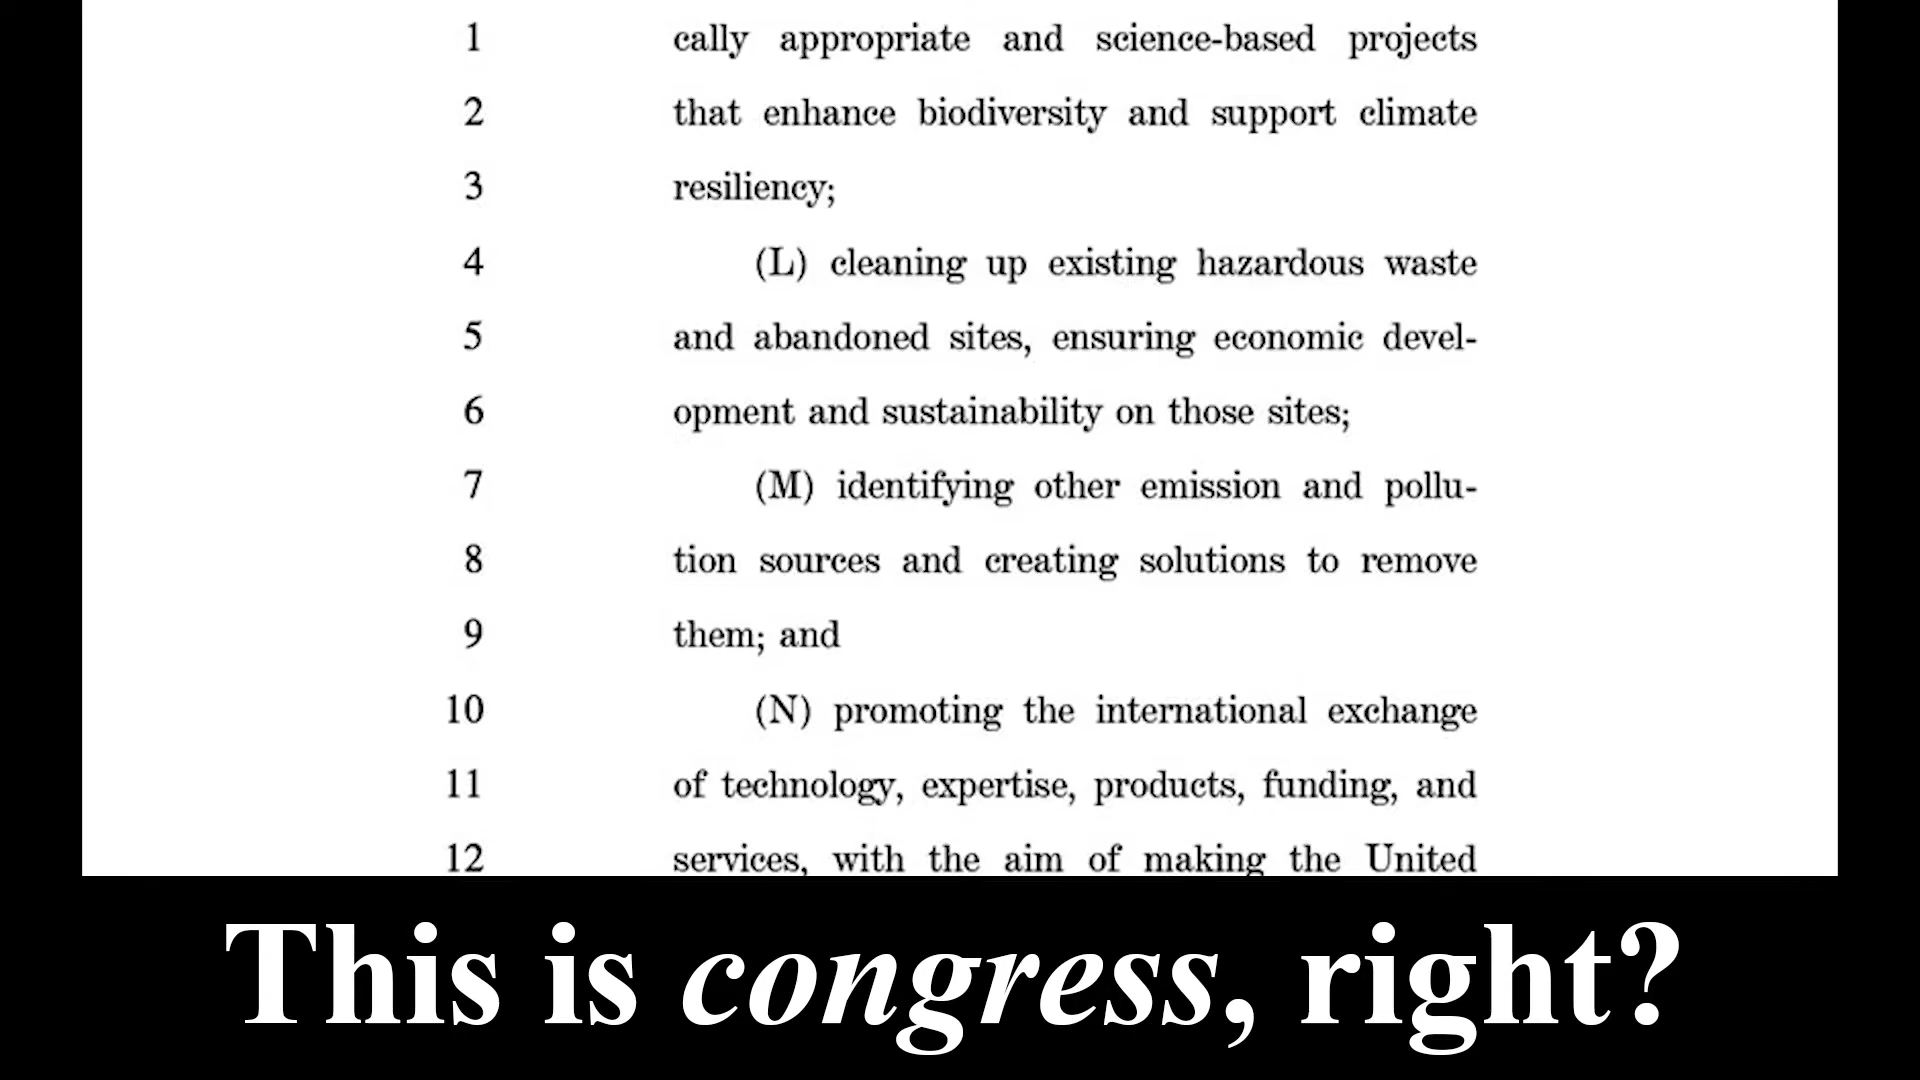 1 cally appropriate and science-based projects
2 that enhance biodiversity and support climate
3 resiliency;
4 (L) cleaning up existing hazardous waste
5 and abandoned sites, ensuring economic devel-
6 opment and sustainability on those sites;
7 (M) identifying other emission and pollu-
8 tion sources and creating solutions to remove
9 them; and
10 (N) promoting the international exchange
11 of technology, expertise, products, funding, and
12 services, with the aim of making the United
This is congress, right?